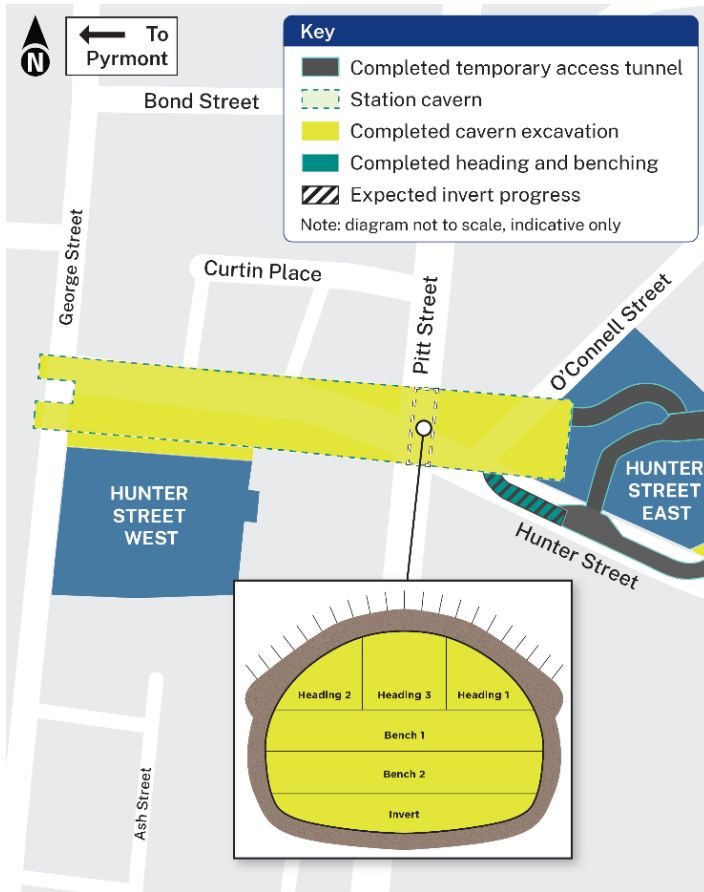 N
To
Pyrmont
Key
Completed temporary access tunnel
Station cavern
Completed cavern excavation
Completed heading and benching
Expected invert progress
Note: diagram not to scale, indicative only
Bond Street
George Street
Curtin Place
Pitt Street
O'Connell Street
HUNTER
STREET
WEST
HUNTER
STREET
EAST
Hunter Street
Heading 2
Heading 3
Heading 1
Bench 1
Bench 2
Invert
Ash Street